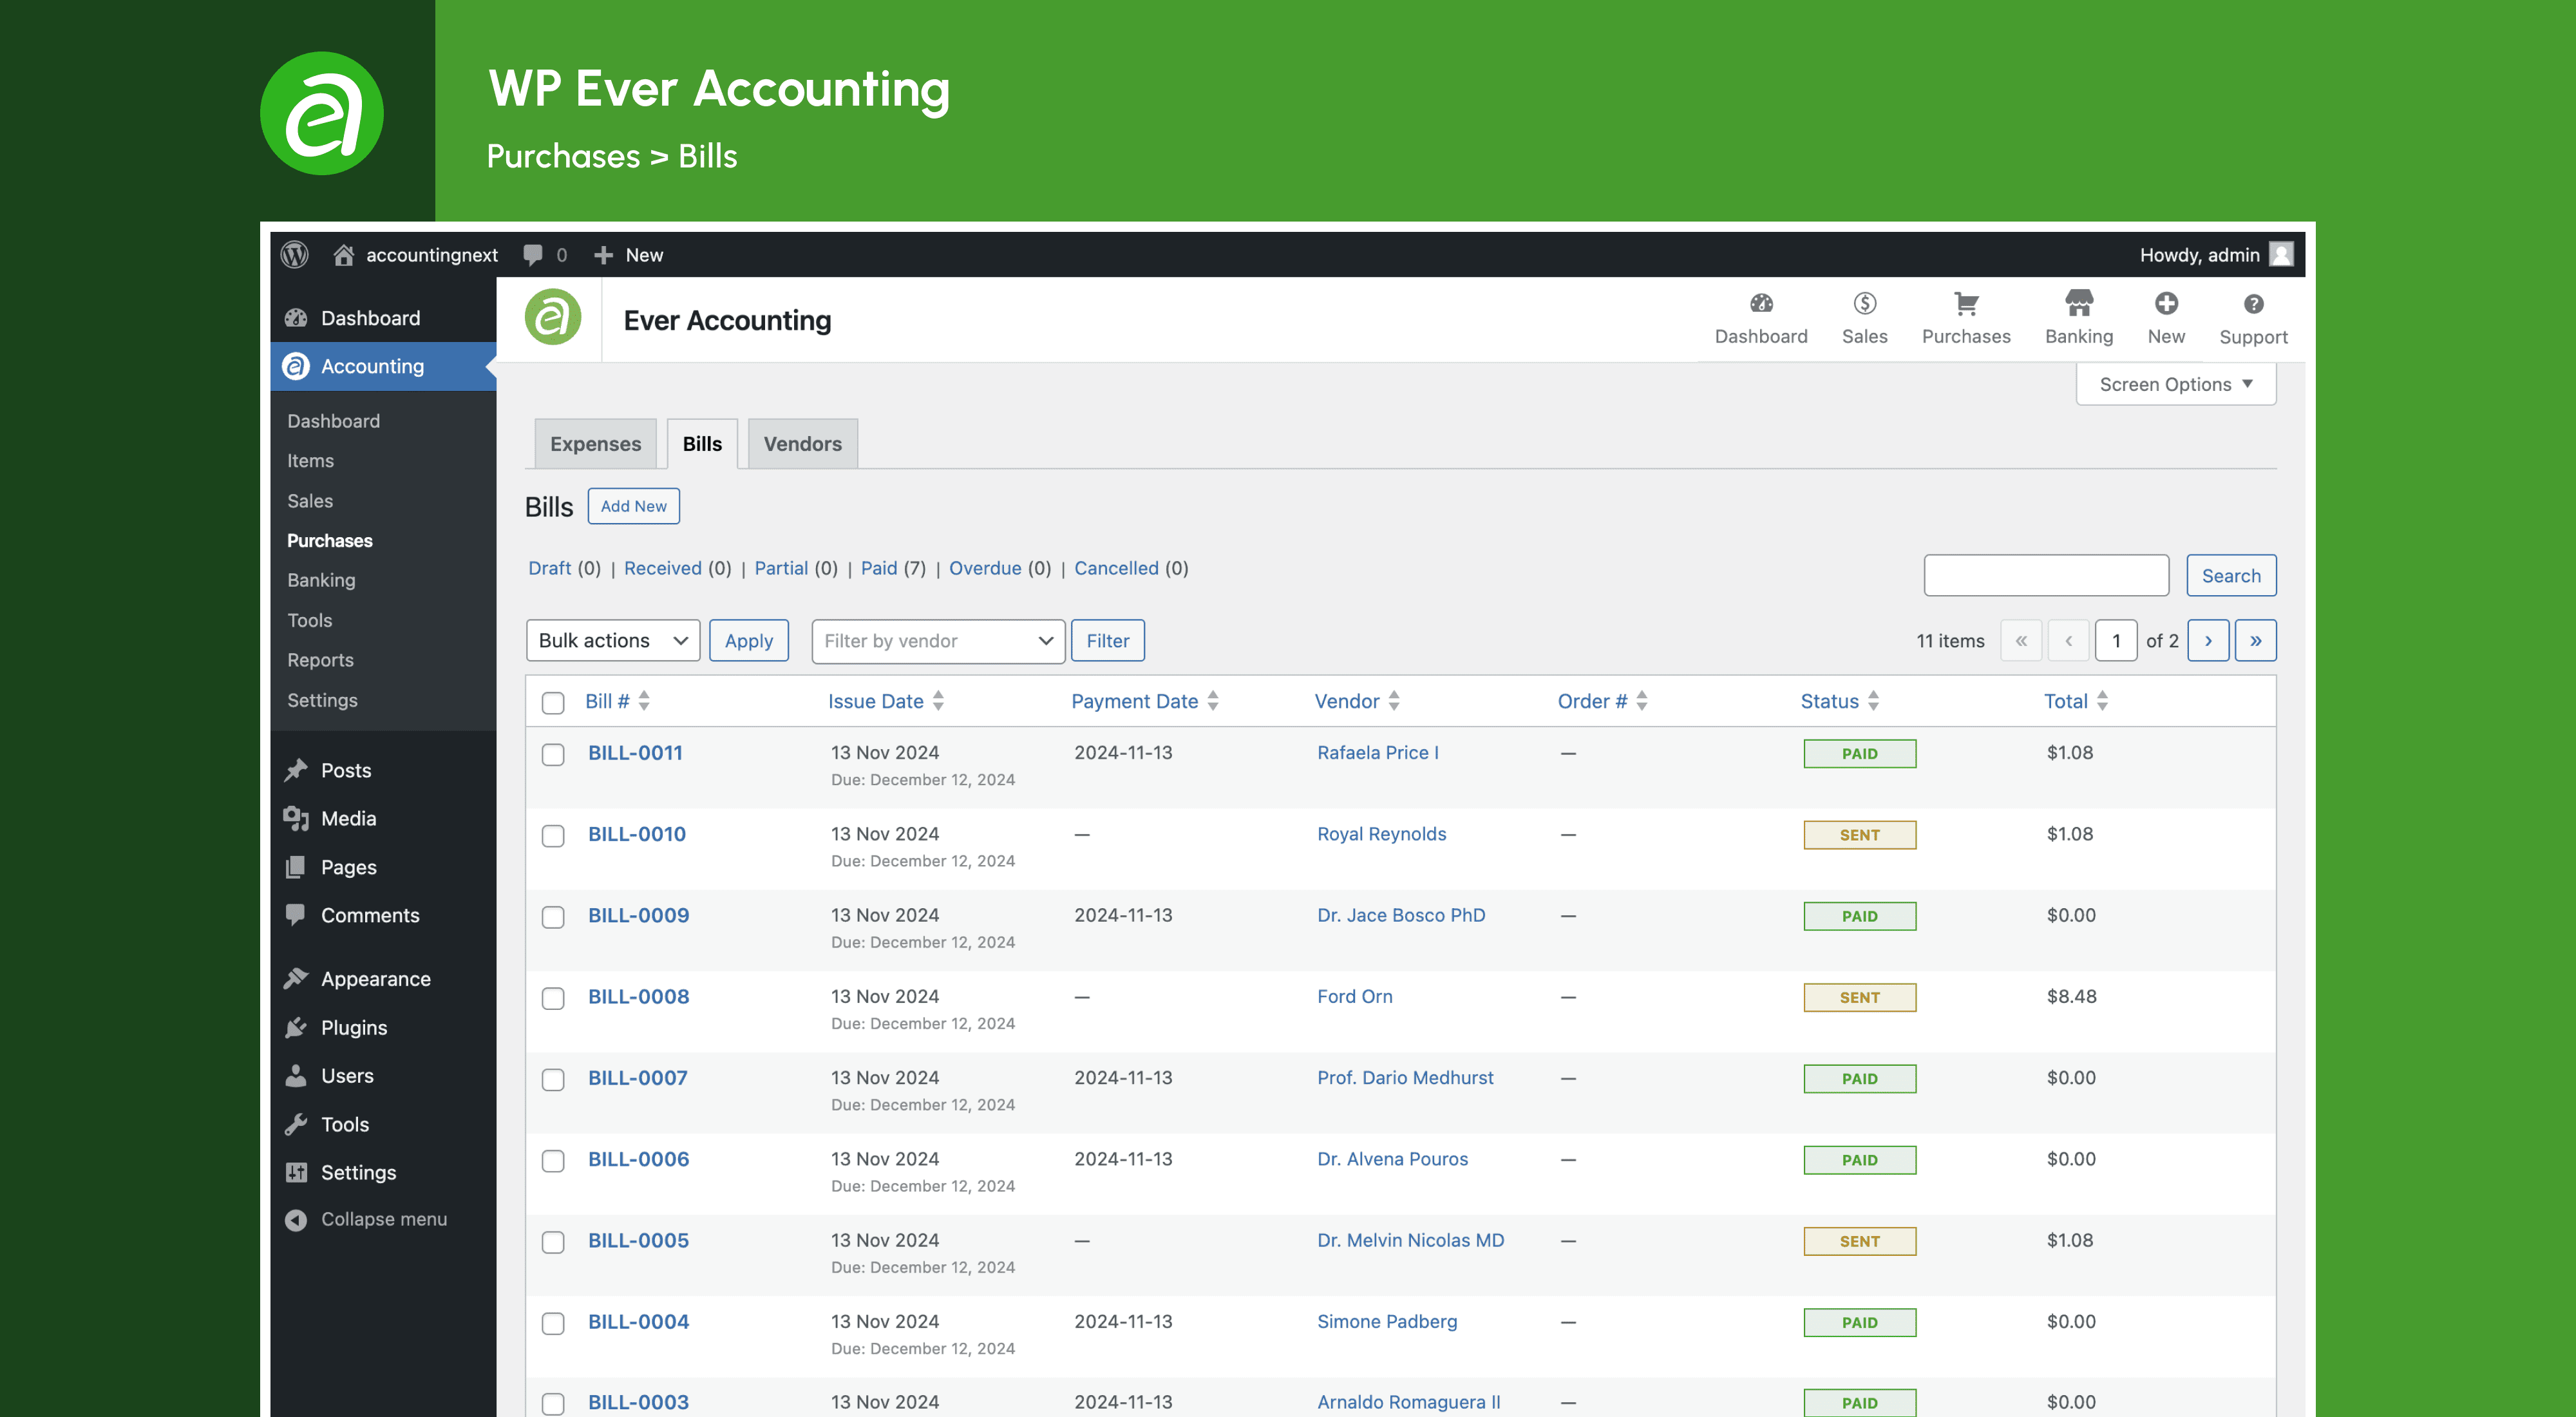 WP Ever Accounting
Purchases > Bills
accountingnext 0 New Howdy, admin
Dashboard
Accounting
Dashboard
Items
Sales
Purchases
Banking
Tools
Reports
Settings
Posts
Media
Pages
Comments
Appearance
Plugins
Users
Tools
Settings
Collapse menu
Ever Accounting
Dashboard Sales Purchases Banking New Support
Screen Options ▼
Expenses Bills Vendors
Bills Add New
Draft (0) | Received (0) | Partial (0) | Paid (7) | Overdue (0) | Cancelled (0)
Search
Bulk actions Apply Filter by vendor Filter 11 items « ‹ 1 of 2 › »
Bill # Issue Date Payment Date Vendor Order # Status Total
BILL-0011 13 Nov 2024 2024-11-13 Rafaela Price I — PAID $1.08
Due: December 12, 2024
BILL-0010 13 Nov 2024 — Royal Reynolds — SENT $1.08
Due: December 12, 2024
BILL-0009 13 Nov 2024 2024-11-13 Dr. Jace Bosco PhD — PAID $0.00
Due: December 12, 2024
BILL-0008 13 Nov 2024 — Ford Orn — SENT $8.48
Due: December 12, 2024
BILL-0007 13 Nov 2024 2024-11-13 Prof. Dario Medhurst — PAID $0.00
Due: December 12, 2024
BILL-0006 13 Nov 2024 2024-11-13 Dr. Alvena Pouros — PAID $0.00
Due: December 12, 2024
BILL-0005 13 Nov 2024 — Dr. Melvin Nicolas MD — SENT $1.08
Due: December 12, 2024
BILL-0004 13 Nov 2024 2024-11-13 Simone Padberg — PAID $0.00
Due: December 12, 2024
BILL-0003 13 Nov 2024 2024-11-13 Arnaldo Romaguera II — PAID $0.00